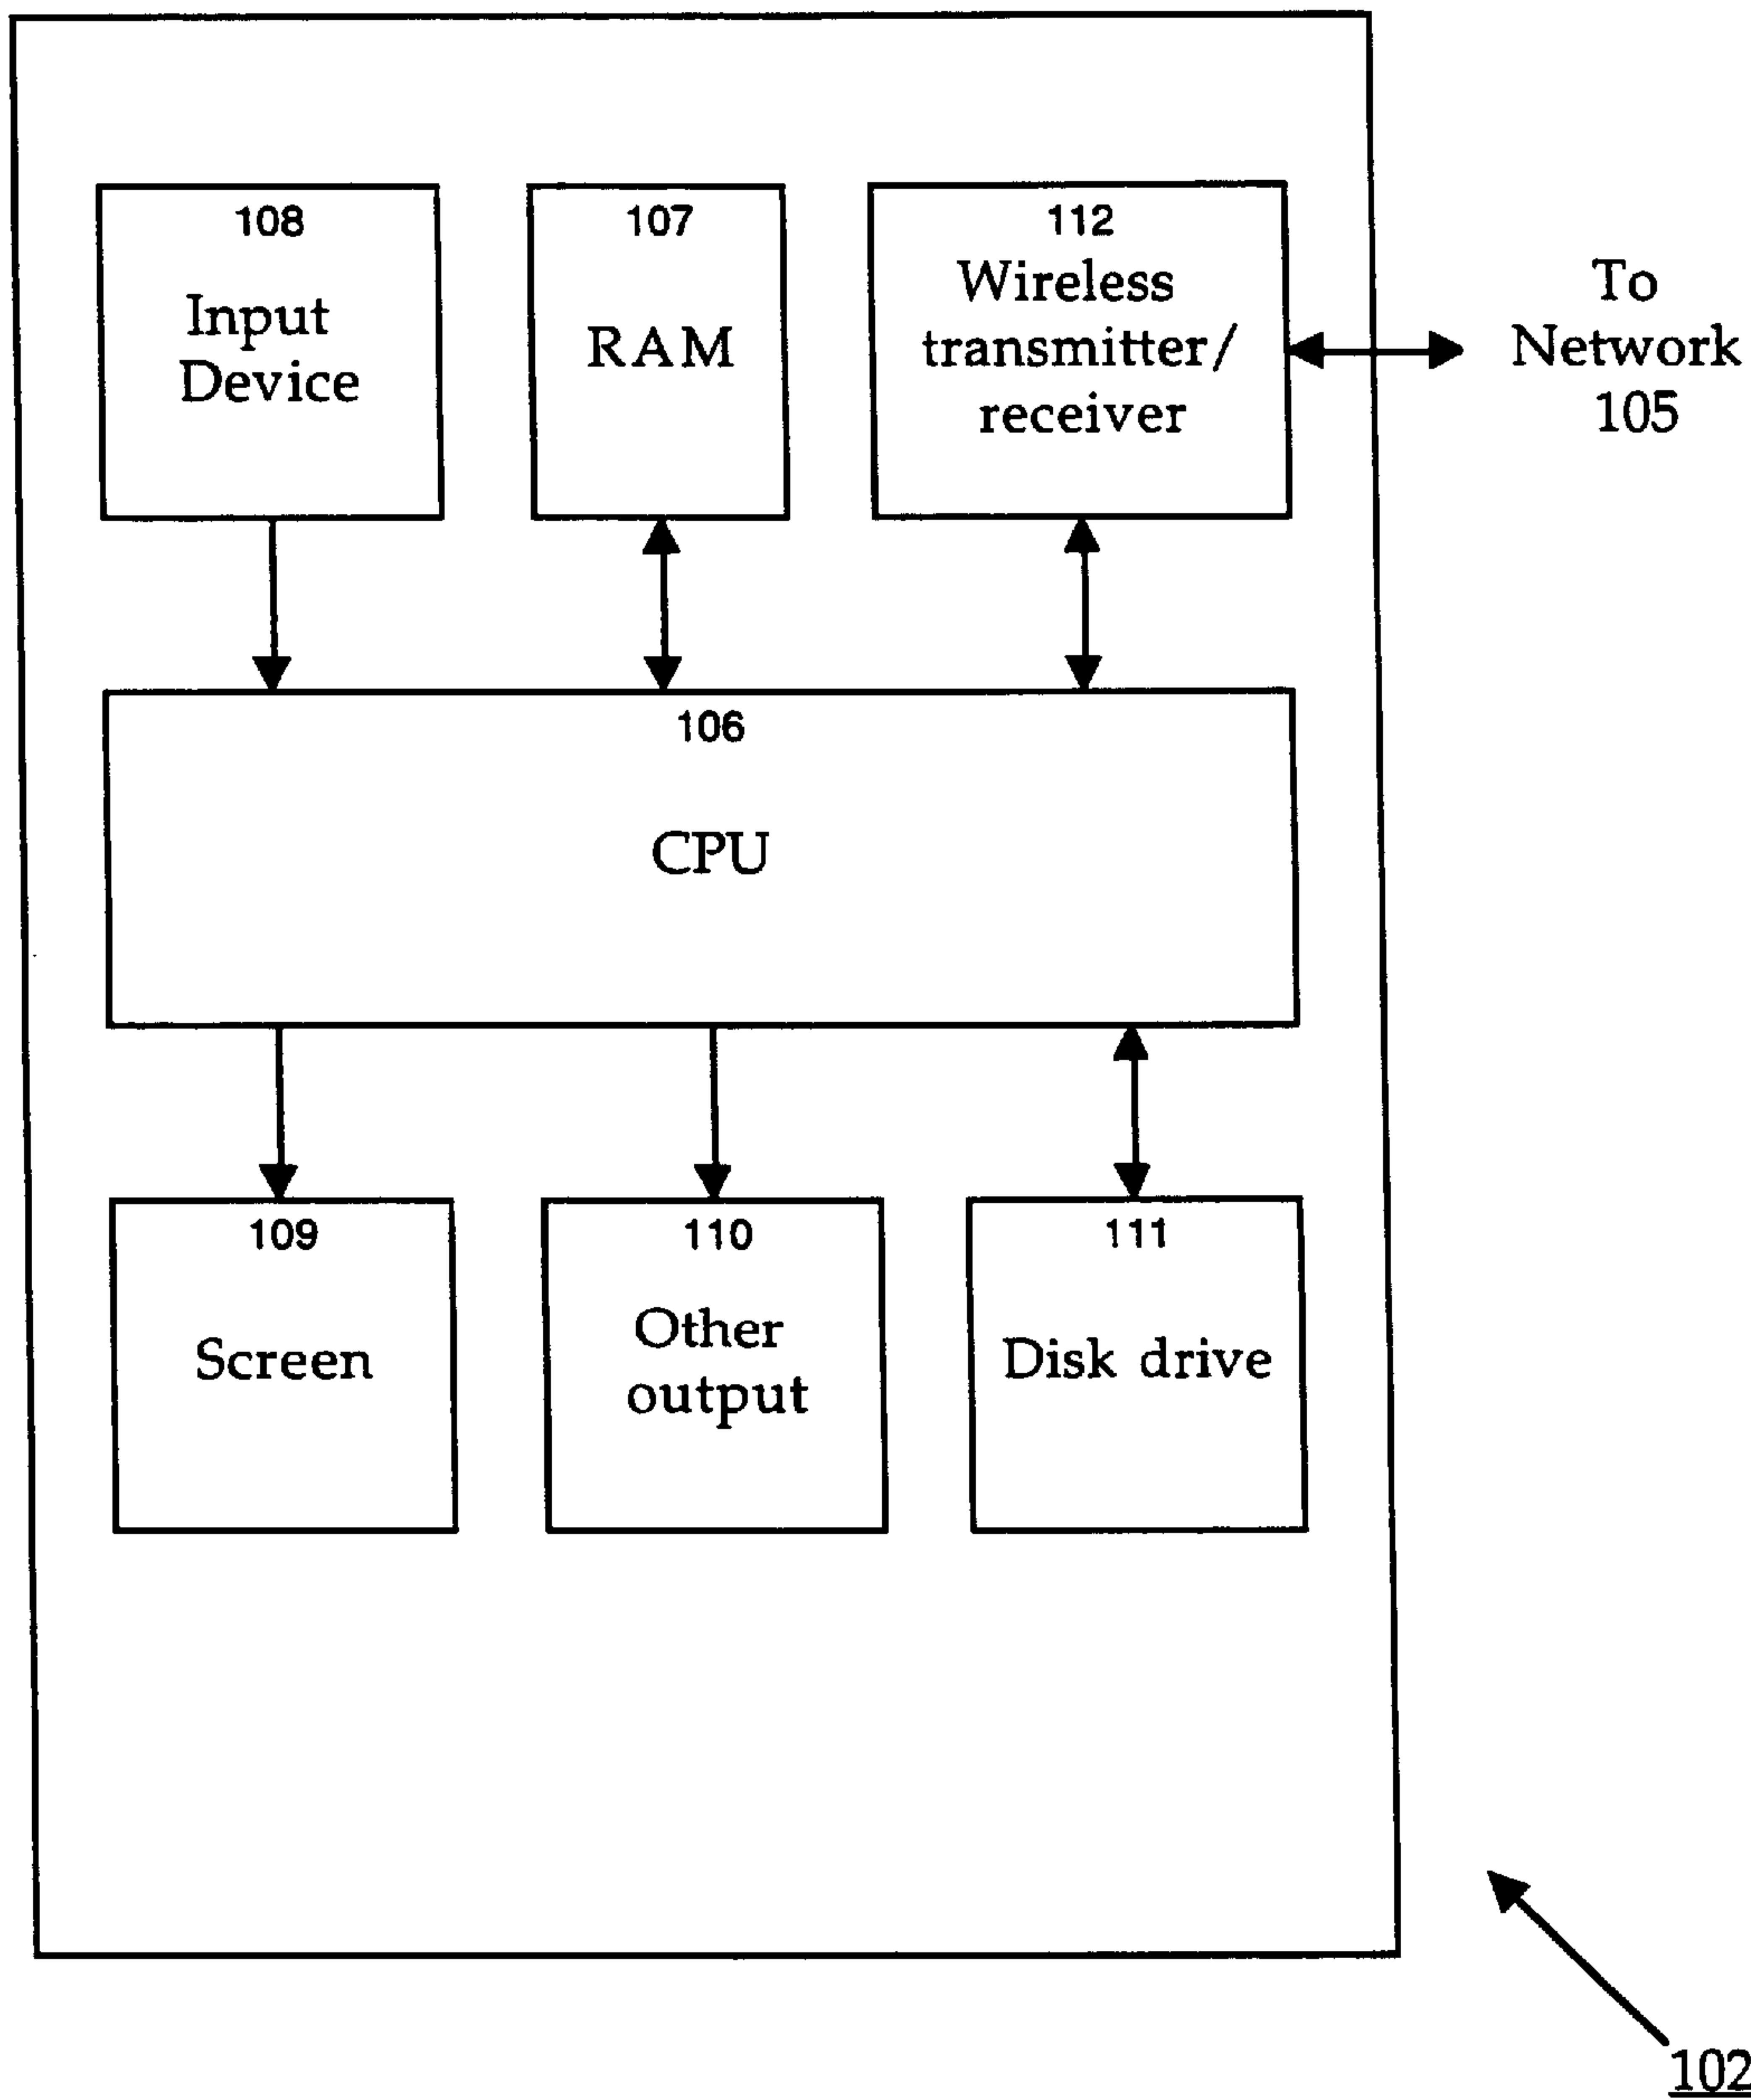 108
Input
Device
107
RAM
112
Wireless
transmitter/
receiver
To
Network
105
106
CPU
109
Screen
110
Other
output
111
Disk drive
102